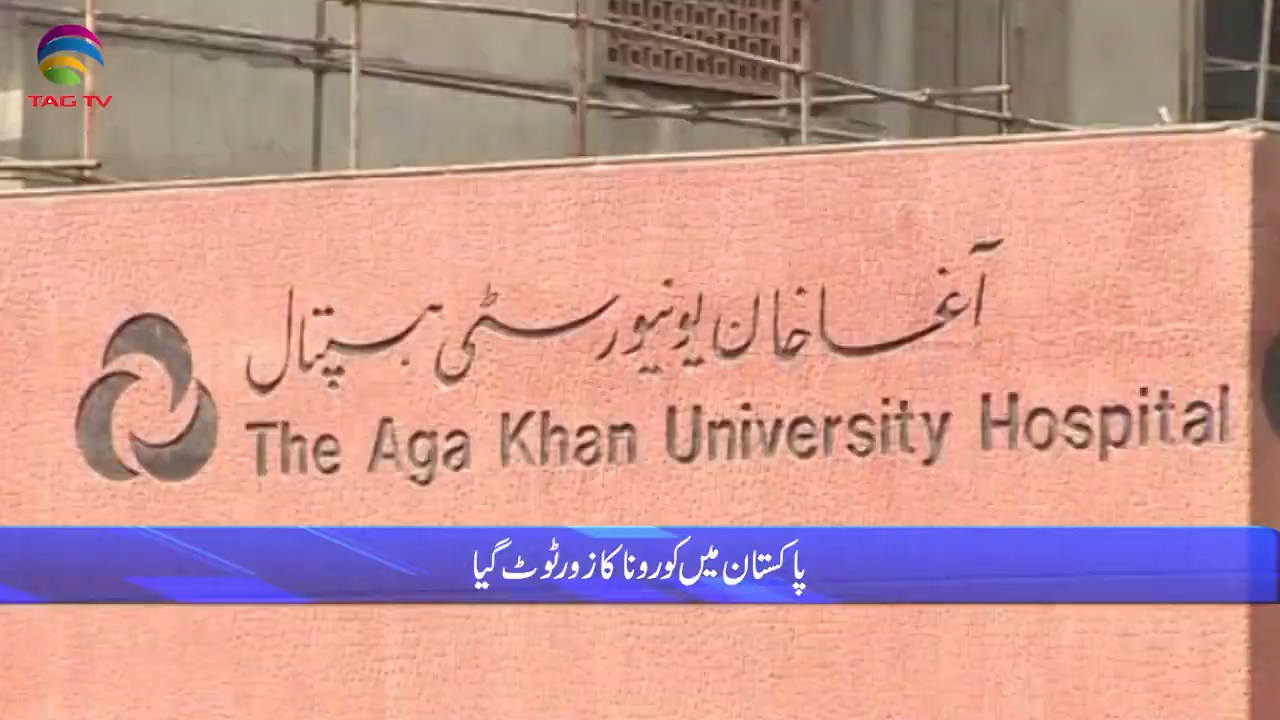 TAG TV
آغا خان یونیورسٹی ہسپتال
The Aga Khan University Hospital
پاکستان میں کورونا کا زور ٹوٹ گیا